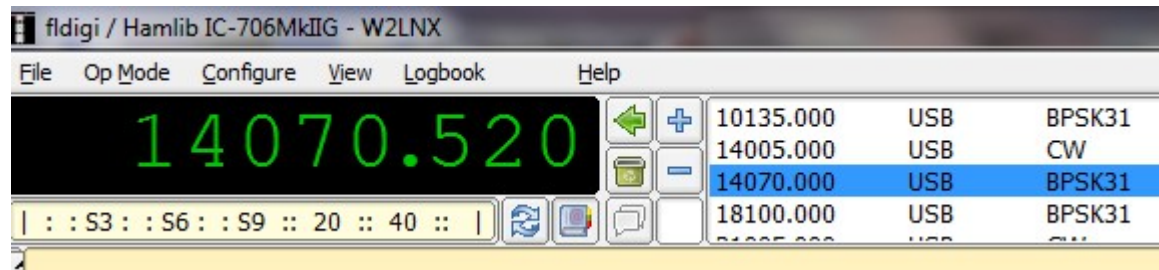 fldigi / Hamlib IC-706MkIIG - W2LNX
File Op Mode Configure View Logbook Help
14070.520
10135.000 USB BPSK31
14005.000 USB CW
14070.000 USB BPSK31
18100.000 USB BPSK31
| : : S3 : : S6 : : S9 :: 20 :: 40 :: |